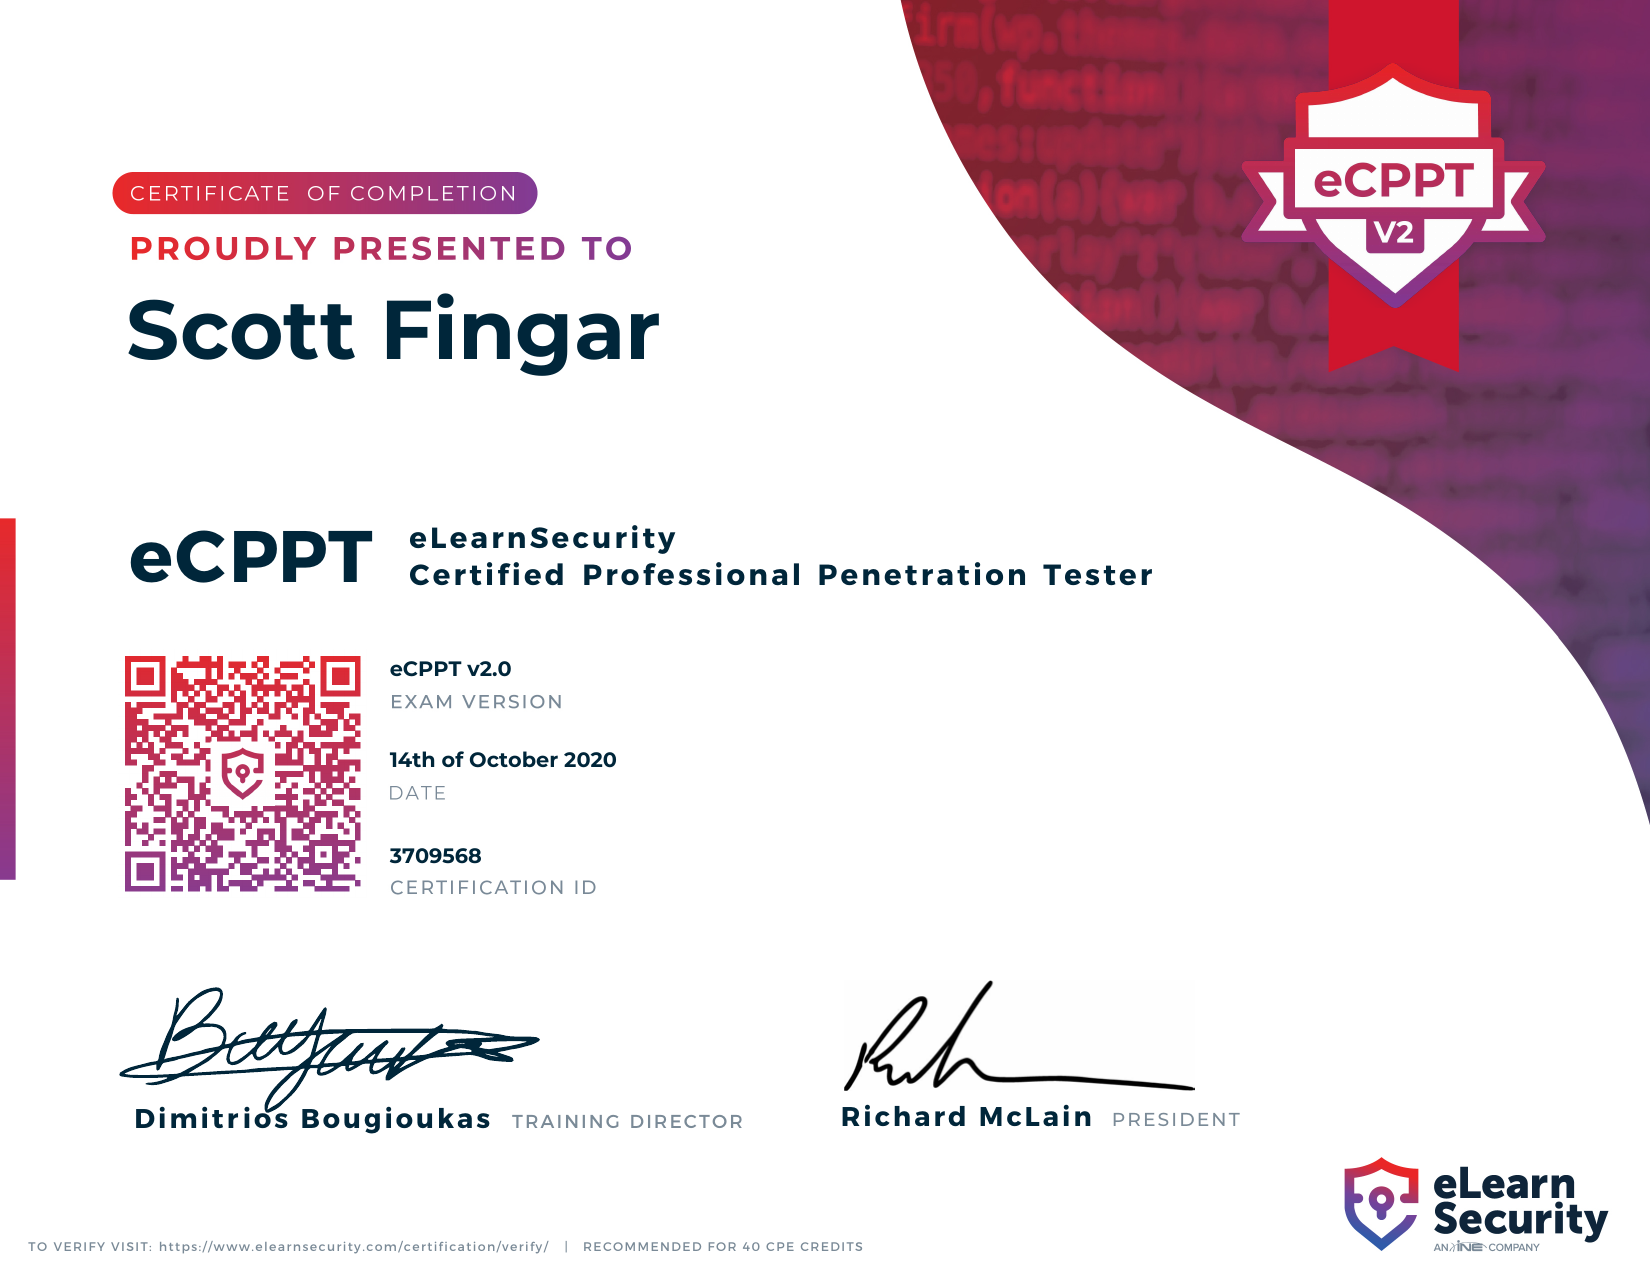 CERTIFICATE OF COMPLETION
PROUDLY PRESENTED TO
Scott Fingar
eCPPT
V2
eCPPT
eLearnSecurity
Certified Professional Penetration Tester
eCPPT v2.0
EXAM VERSION
14th of October 2020
DATE
3709568
CERTIFICATION ID
Dimitrios Bougioukas TRAINING DIRECTOR
Richard McLain PRESIDENT
eLearn
Security
AN iNE COMPANY
TO VERIFY VISIT: https://www.elearnsecurity.com/certification/verify/ | RECOMMENDED FOR 40 CPE CREDITS